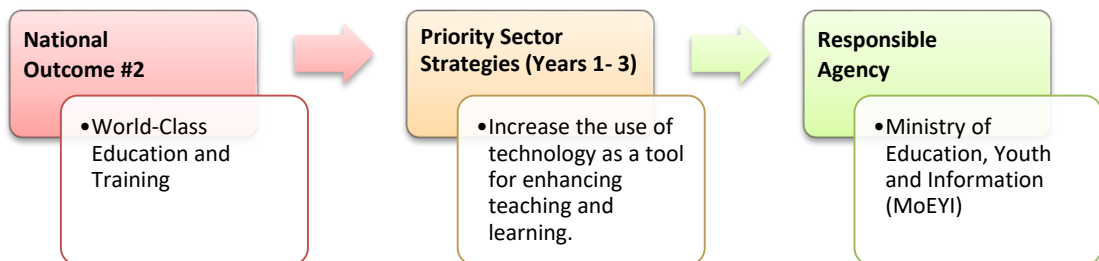 National
Outcome #2
•World-Class
Education and
Training
Priority Sector
Strategies (Years 1- 3)
•Increase the use of
technology as a tool
for enhancing
teaching and
learning.
Responsible
Agency
•Ministry of
Education, Youth
and Information
(MoEYI)